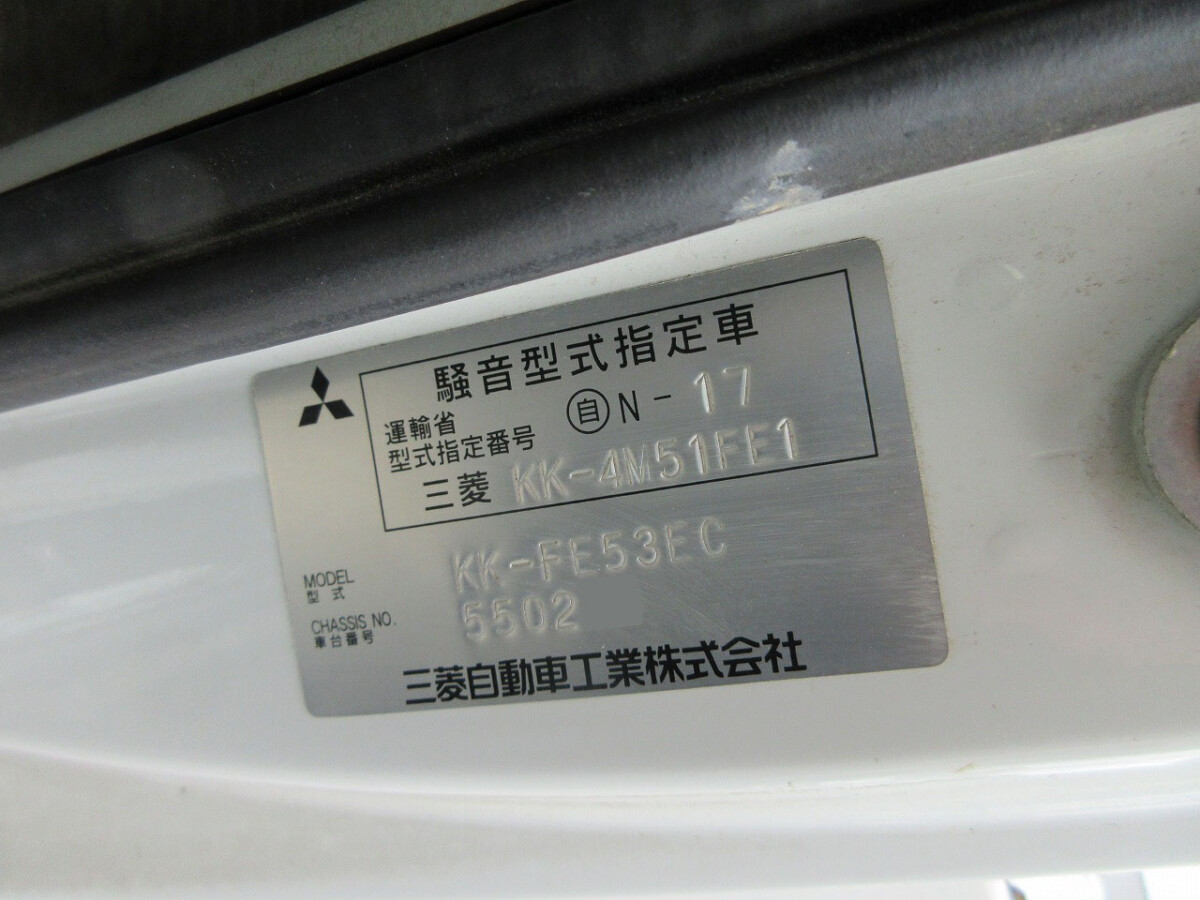 騒音型式指定車
運輸省
型式指定番号 自 N-17
三菱 KK-4M51FE1
MODEL
型式 KK-FE53EC
CHASSIS NO.
車台番号 5502
三菱自動車工業株式会社